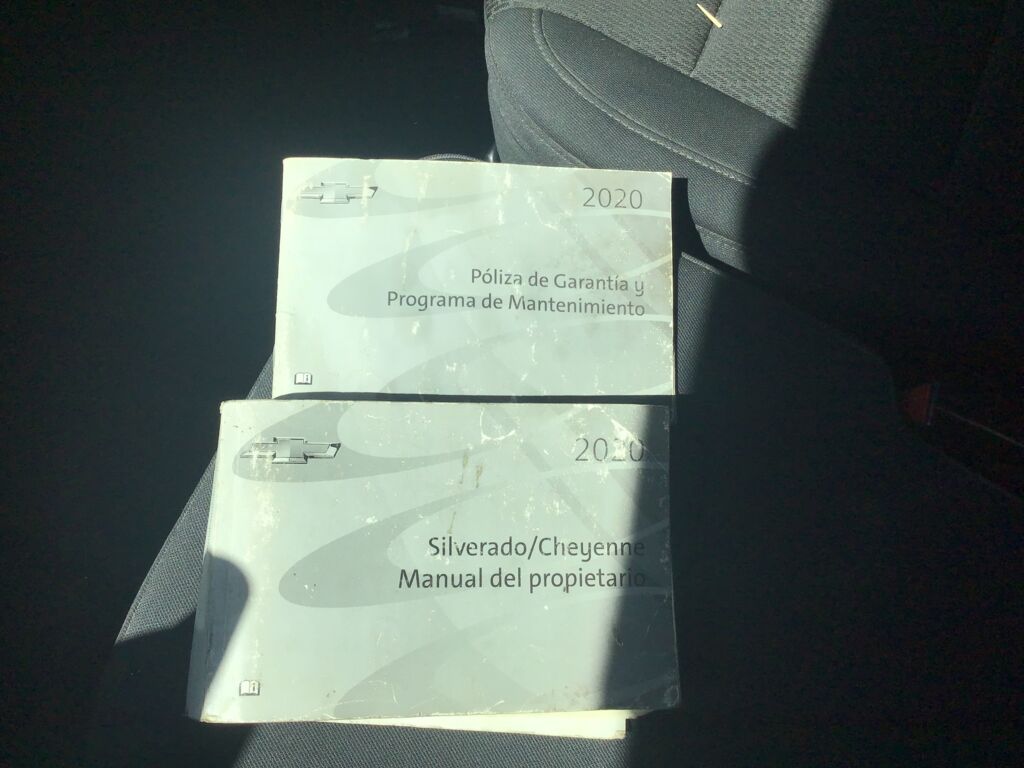 2020
Póliza de Garantía y
Programa de Mantenimiento
2020
Silverado/Cheyenne
Manual del propietario